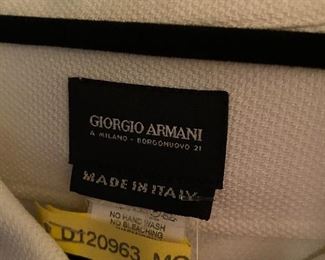 GIORGIO ARMANI
A MILANO - BORGONUOVO 21
MADE IN ITALY
NO HAND WASH
NO BLEACHING
D120963